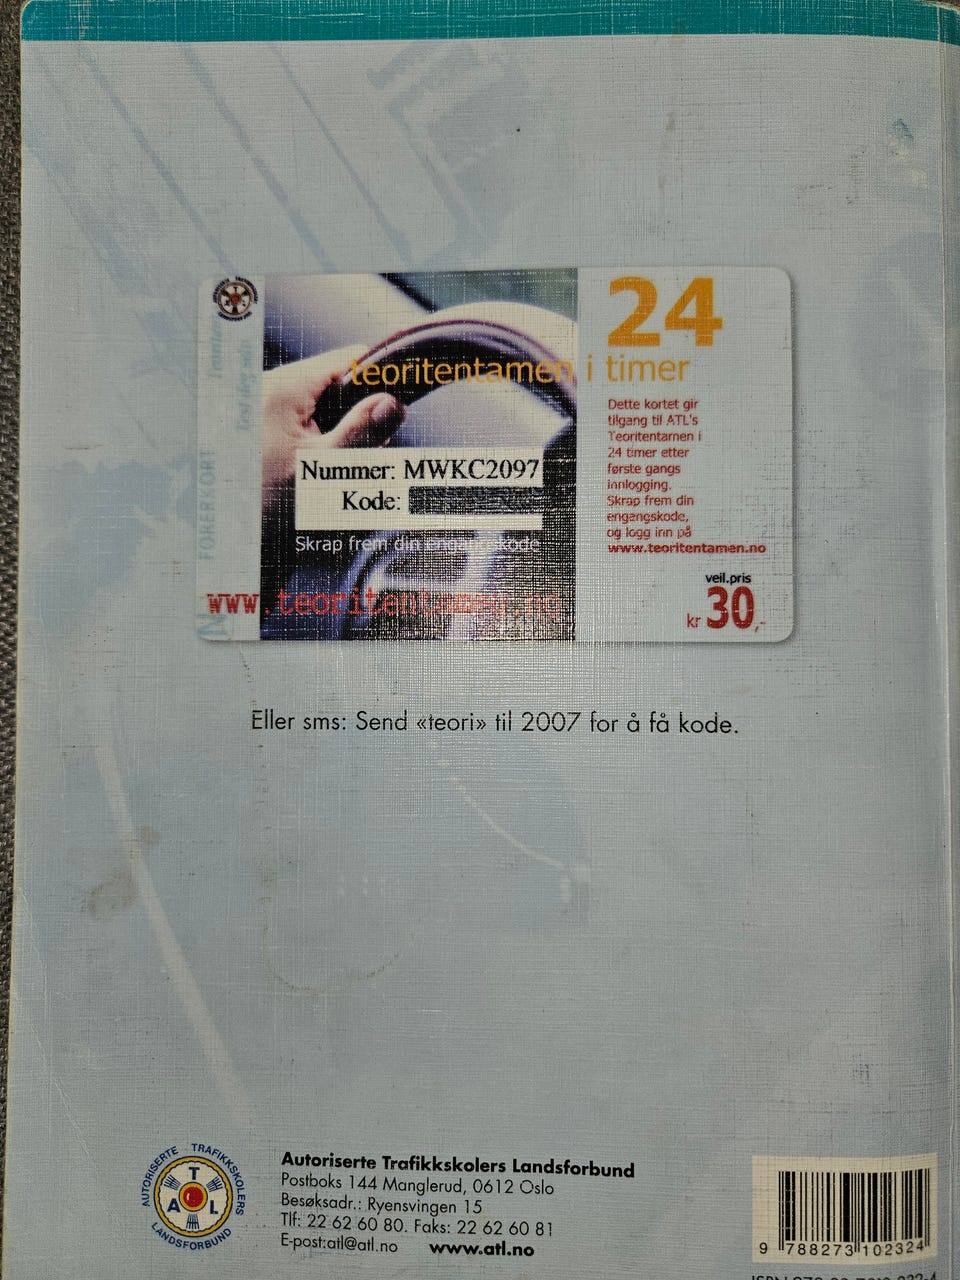 24
teoritentamen i timer
Dette kortet gir
tilgang til ATL's
Teoritentamen i
24 timer etter
første gangs
innlogging.
Skrap frem din
engangskode,
og logg inn på
www.teoritentamen.no
Nummer: MWKC2097
Kode:
Skrap frem din engangskode
www.teoritentamen.no
veil.pris
kr 30,-
FØRERKORT
Eller sms: Send «teori» til 2007 for å få kode.
AUTORISERTE TRAFIKKSKOLERS
LANDSFORBUND
T
A L
Autoriserte Trafikkskolers Landsforbund
Postboks 144 Manglerud, 0612 Oslo
Besøksadr.: Ryensvingen 15
Tlf: 22 62 60 80. Faks: 22 62 60 81
E-post:atl@atl.no www.atl.no
9 788273 102324